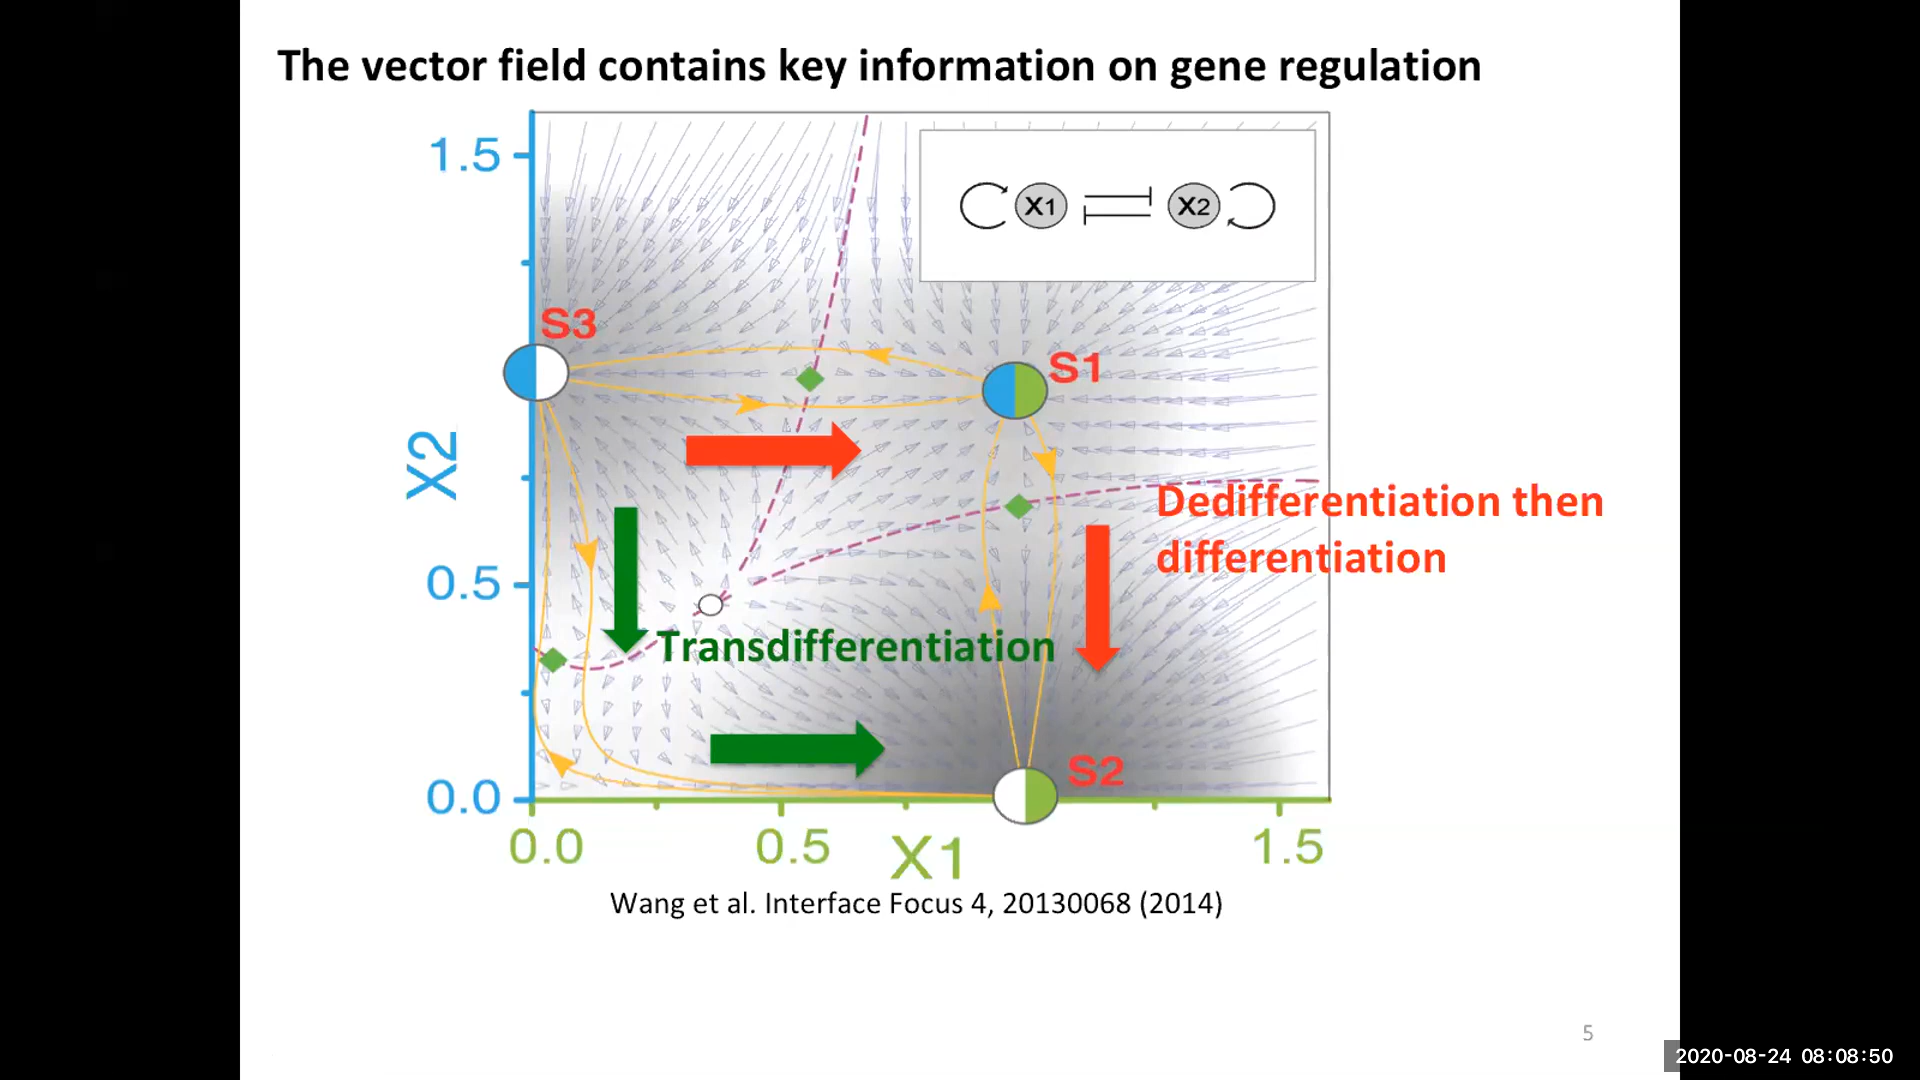 The vector field contains key information on gene regulation
1.5
X1
X2
S3
S1
X2
Dedifferentiation then
differentiation
0.5
Transdifferentiation
S2
0.0
0.0
0.5
X1
1.5
Wang et al. Interface Focus 4, 20130068 (2014)
5
2020-08-24 08:08:50